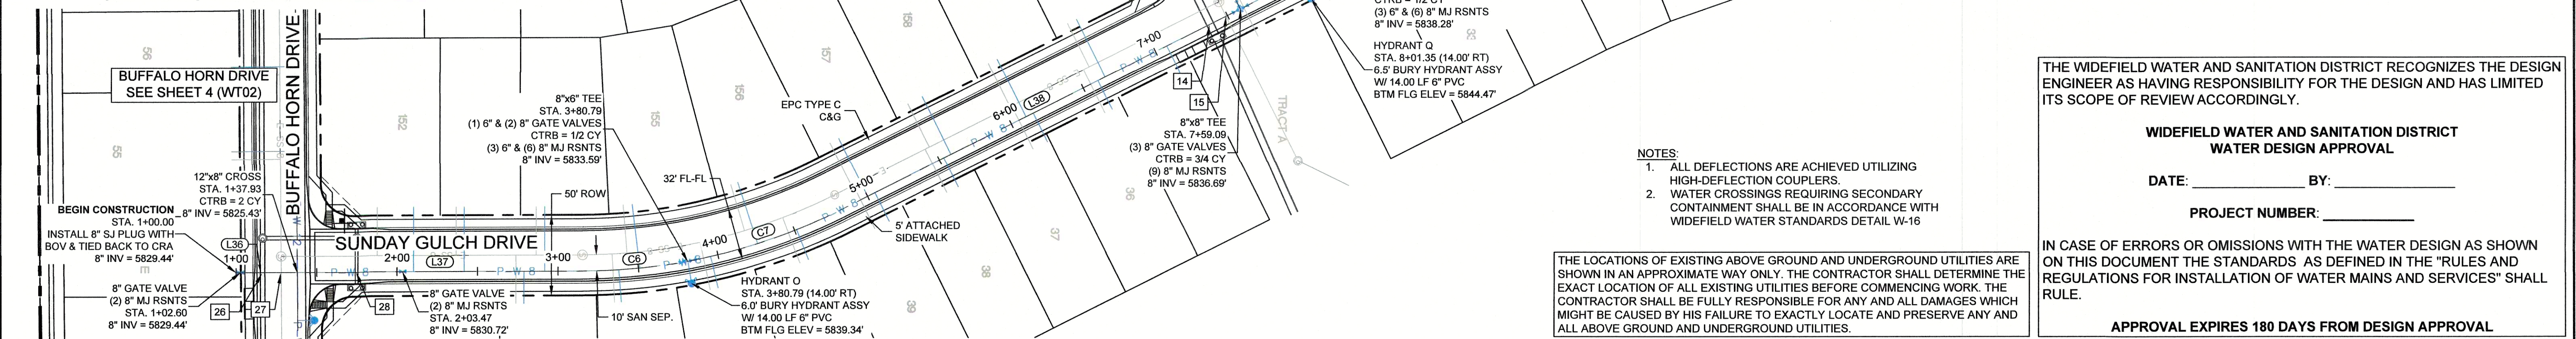 56
BUFFALO HORN DRIVE
SEE SHEET 4 (WT02)
55
BUFFALO HORN DRIVE
12"x8" CROSS
STA. 1+37.93
CTRB = 2 CY
8" INV = 5825.43'
BEGIN CONSTRUCTION
STA. 1+00.00
INSTALL 8" SJ PLUG WITH
BOV & TIED BACK TO CRA
8" INV = 5829.44'
L36
1+00
8" GATE VALVE
(2) 8" MJ RSNTS
STA. 1+02.60
8" INV = 5829.44'
26
27
28
152
SUNDAY GULCH DRIVE
2+00
L37
3+00
P-W 8
P-W 8
8" GATE VALVE
(2) 8" MJ RSNTS
STA. 2+03.47
8" INV = 5830.72'
50' ROW
10' SAN SEP.
C6
8"x6" TEE
STA. 3+80.79
(1) 6" & (2) 8" GATE VALVES
CTRB = 1/2 CY
(3) 6" & (6) 8" MJ RSNTS
8" INV = 5833.59'
155
156
157
158
32' FL-FL
4+00
C7
5+00
P-W 8
P-W 8
HYDRANT O
STA. 3+80.79 (14.00' RT)
6.0' BURY HYDRANT ASSY
W/ 14.00 LF 6" PVC
BTM FLG ELEV = 5839.34'
EPC TYPE C
C&G
5' ATTACHED
SIDEWALK
39
38
37
36
6+00
L38
P-W 8
7+00
P-W 8
14
15
8"x8" TEE
STA. 7+59.09
(3) 8" GATE VALVES
CTRB = 3/4 CY
(9) 8" MJ RSNTS
8" INV = 5836.69'
TRACT A
CTRB = 1/2 CY
(3) 6" & (6) 8" MJ RSNTS
8" INV = 5838.28'
HYDRANT Q
STA. 8+01.35 (14.00' RT)
6.5' BURY HYDRANT ASSY
W/ 14.00 LF 6" PVC
BTM FLG ELEV = 5844.47'
NOTES:
1. ALL DEFLECTIONS ARE ACHIEVED UTILIZING
HIGH-DEFLECTION COUPLERS.
2. WATER CROSSINGS REQUIRING SECONDARY
CONTAINMENT SHALL BE IN ACCORDANCE WITH
WIDEFIELD WATER STANDARDS DETAIL W-16
THE LOCATIONS OF EXISTING ABOVE GROUND AND UNDERGROUND UTILITIES ARE
SHOWN IN AN APPROXIMATE WAY ONLY. THE CONTRACTOR SHALL DETERMINE THE
EXACT LOCATION OF ALL EXISTING UTILITIES BEFORE COMMENCING WORK. THE
CONTRACTOR SHALL BE FULLY RESPONSIBLE FOR ANY AND ALL DAMAGES WHICH
MIGHT BE CAUSED BY HIS FAILURE TO EXACTLY LOCATE AND PRESERVE ANY AND
ALL ABOVE GROUND AND UNDERGROUND UTILITIES.
THE WIDEFIELD WATER AND SANITATION DISTRICT RECOGNIZES THE DESIGN
ENGINEER AS HAVING RESPONSIBILITY FOR THE DESIGN AND HAS LIMITED
ITS SCOPE OF REVIEW ACCORDINGLY.
WIDEFIELD WATER AND SANITATION DISTRICT
WATER DESIGN APPROVAL
DATE: ________________ BY: ________________
PROJECT NUMBER: _____________
IN CASE OF ERRORS OR OMISSIONS WITH THE WATER DESIGN AS SHOWN
ON THIS DOCUMENT THE STANDARDS AS DEFINED IN THE "RULES AND
REGULATIONS FOR INSTALLATION OF WATER MAINS AND SERVICES" SHALL
RULE.
APPROVAL EXPIRES 180 DAYS FROM DESIGN APPROVAL